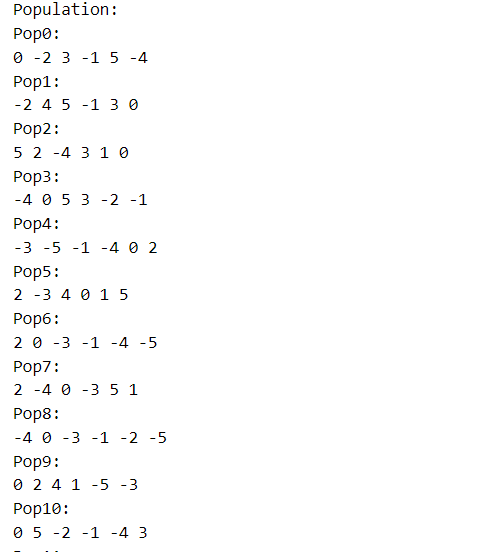 Population:
Pop0:
0 -2 3 -1 5 -4
Pop1:
-2 4 5 -1 3 0
Pop2:
5 2 -4 3 1 0
Pop3:
-4 0 5 3 -2 -1
Pop4:
-3 -5 -1 -4 0 2
Pop5:
2 -3 4 0 1 5
Pop6:
2 0 -3 -1 -4 -5
Pop7:
2 -4 0 -3 5 1
Pop8:
-4 0 -3 -1 -2 -5
Pop9:
0 2 4 1 -5 -3
Pop10:
0 5 -2 -1 -4 3